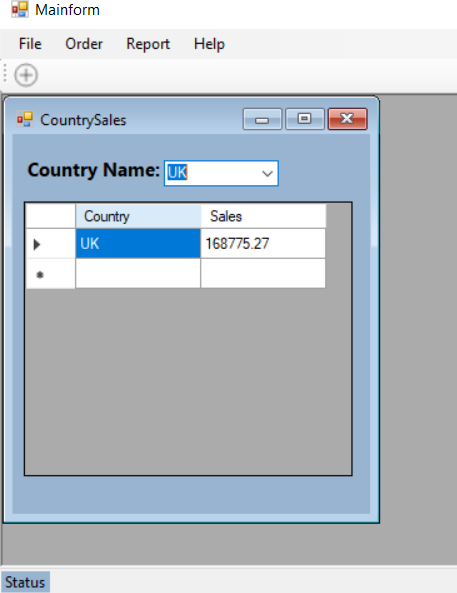 Mainform
File Order Report Help
CountrySales
Country Name: UK
Country Sales
UK 168775.27
Status